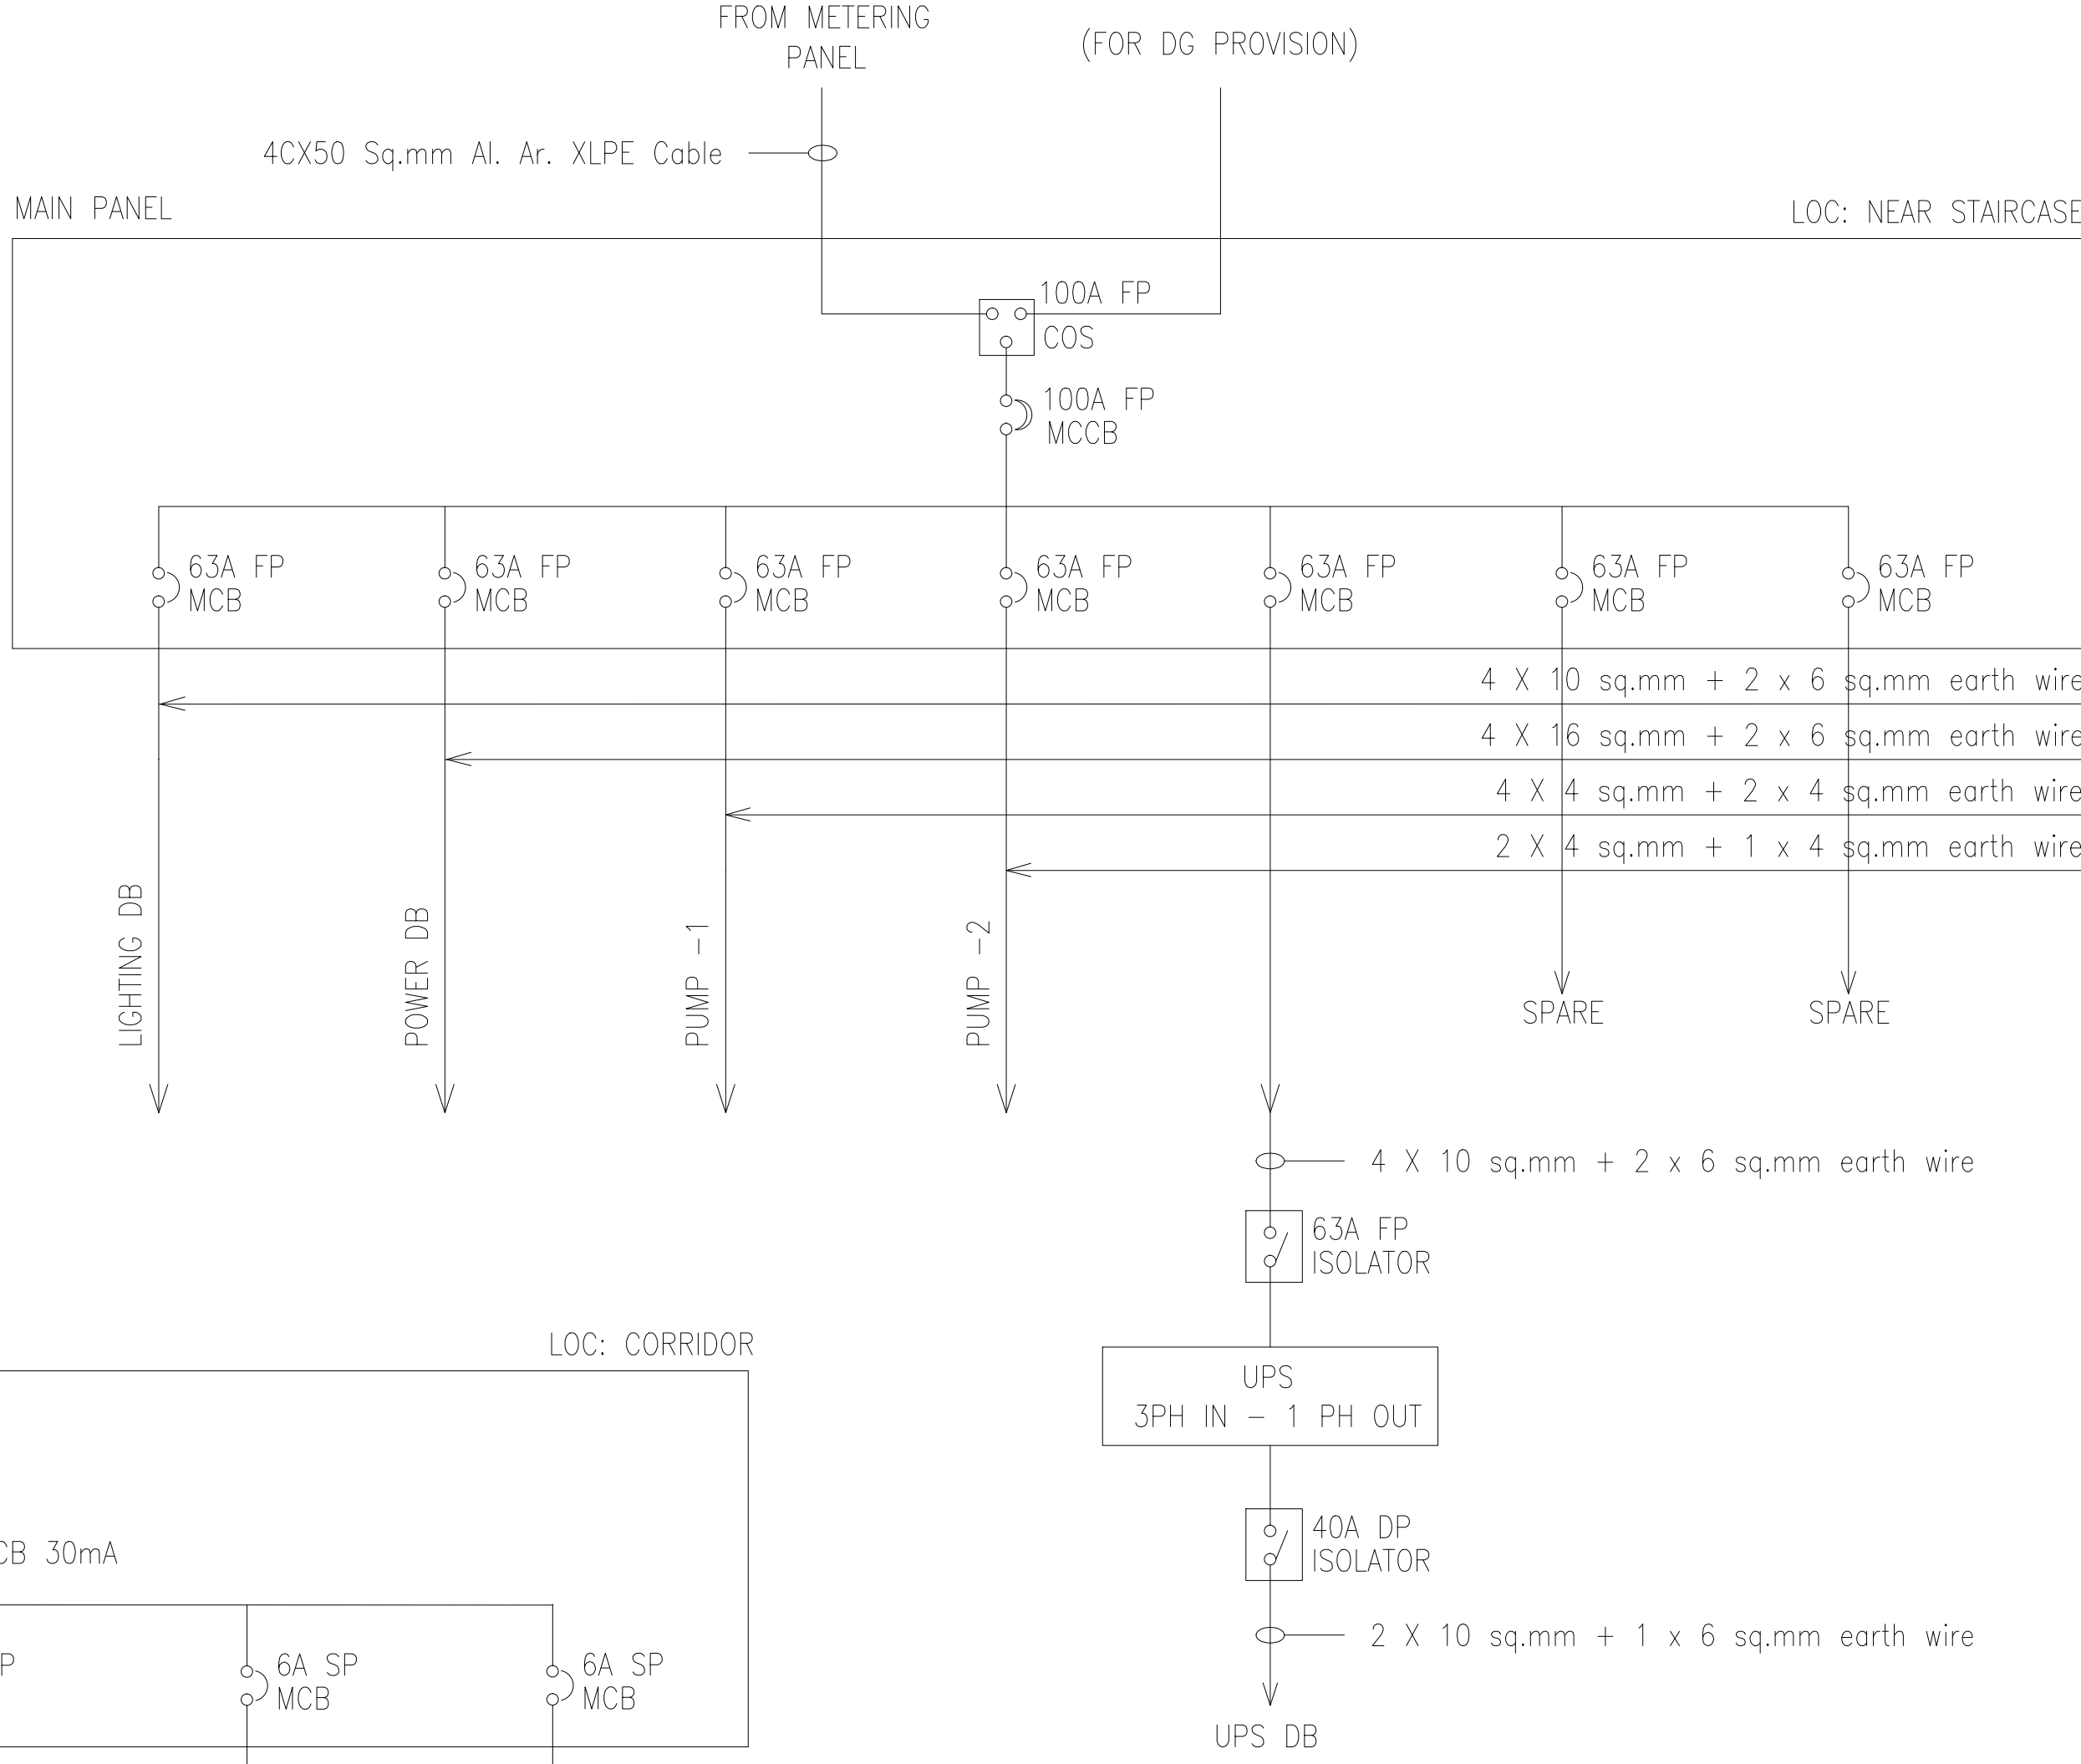 FROM METERING
PANEL
(FOR DG PROVISION)
4CX50 Sq.mm Al. Ar. XLPE Cable
MAIN PANEL
LOC: NEAR STAIRCASE
100A FP
COS
100A FP
MCCB
63A FP
MCB
63A FP
MCB
63A FP
MCB
63A FP
MCB
63A FP
MCB
63A FP
MCB
63A FP
MCB
4 X 10 sq.mm + 2 x 6 sq.mm earth wire
4 X 16 sq.mm + 2 x 6 sq.mm earth wire
4 X 4 sq.mm + 2 x 4 sq.mm earth wire
2 X 4 sq.mm + 1 x 4 sq.mm earth wire
LIGHTING DB
POWER DB
PUMP -1
PUMP -2
SPARE
SPARE
4 X 10 sq.mm + 2 x 6 sq.mm earth wire
63A FP
ISOLATOR
LOC: CORRIDOR
UPS
3PH IN - 1 PH OUT
40A DP
ISOLATOR
CB 30mA
2 X 10 sq.mm + 1 x 6 sq.mm earth wire
P
6A SP
MCB
6A SP
MCB
UPS DB